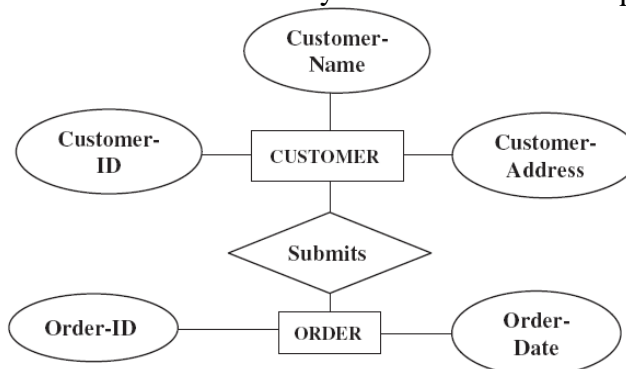 Customer-
Name
Customer-
ID
CUSTOMER
Customer-
Address
Submits
Order-ID
ORDER
Order-
Date